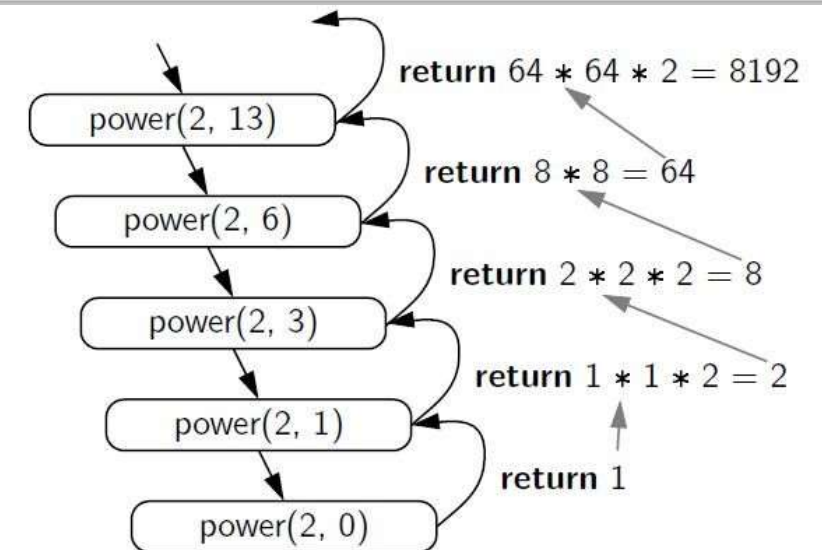 return 64 * 64 * 2 = 8192
power(2, 13)
return 8 * 8 = 64
power(2, 6)
return 2 * 2 * 2 = 8
power(2, 3)
return 1 * 1 * 2 = 2
power(2, 1)
return 1
power(2, 0)